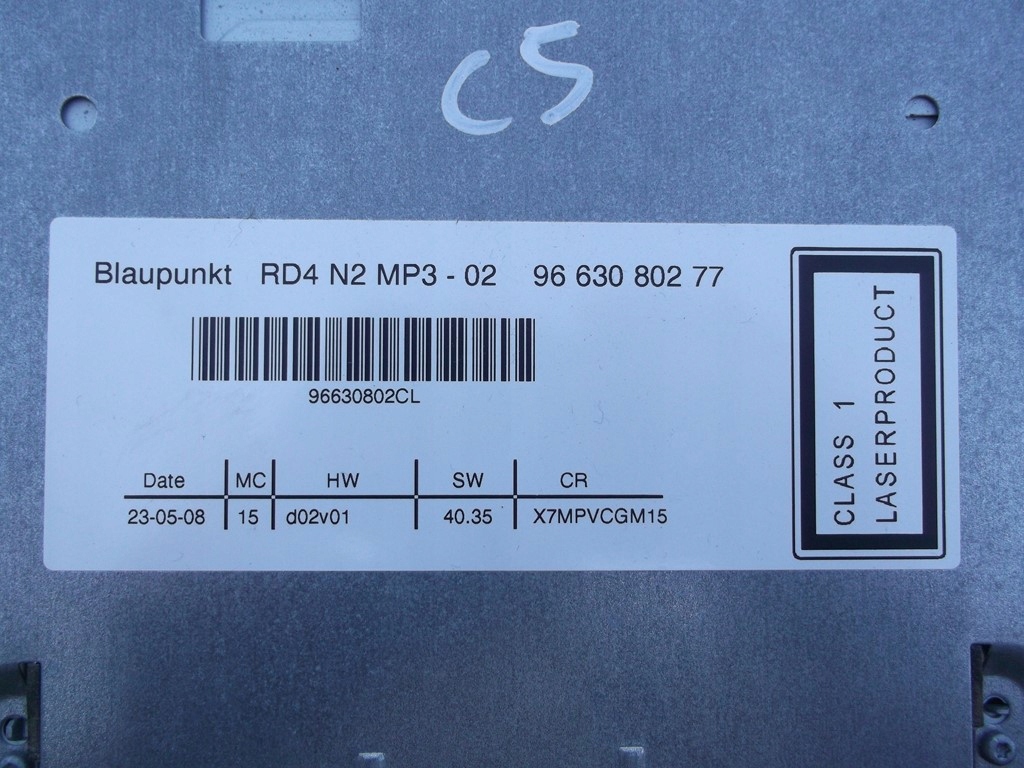 C5
Blaupunkt RD4 N2 MP3 - 02 96 630 802 77
96630802CL
Date MC HW SW CR
23-05-08 15 d02v01 40.35 X7MPVCGM15
CLASS 1
LASERPRODUCT